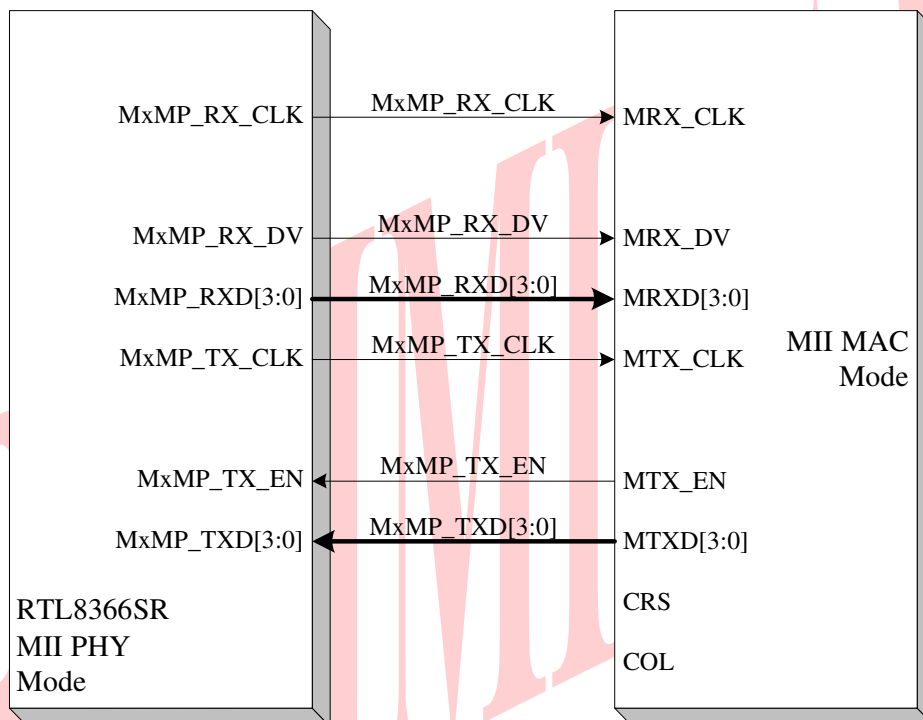 MxMP_RX_CLK MxMP_RX_CLK MRX_CLK
MxMP_RX_DV MxMP_RX_DV MRX_DV
MxMP_RXD[3:0] MxMP_RXD[3:0] MRXD[3:0]
MxMP_TX_CLK MxMP_TX_CLK MTX_CLK
MII MAC
Mode
MxMP_TX_EN MxMP_TX_EN MTX_EN
MxMP_TXD[3:0] MxMP_TXD[3:0] MTXD[3:0]
CRS
COL
RTL8366SR
MII PHY
Mode